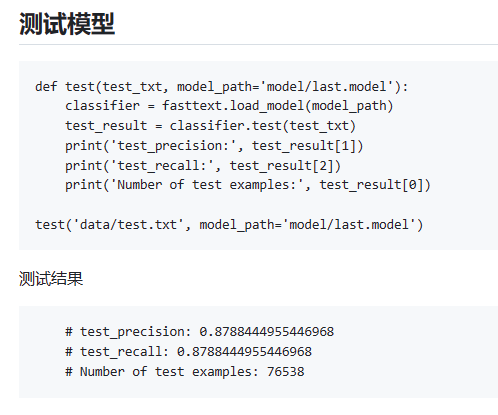 测试模型
def test(test_txt, model_path='model/last.model'):
    classifier = fasttext.load_model(model_path)
    test_result = classifier.test(test_txt)
    print('test_precision:', test_result[1])
    print('test_recall:', test_result[2])
    print('Number of test examples:', test_result[0])
test('data/test.txt', model_path='model/last.model')
测试结果
    # test_precision: 0.8788444955446968
    # test_recall: 0.8788444955446968
    # Number of test examples: 76538